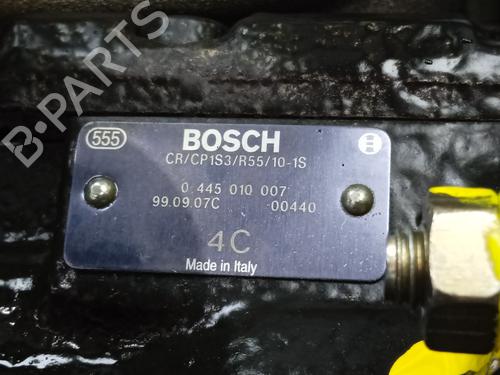 555
BOSCH
CR/CP1S3/R55/10-1S
0 445 010 007
99.09.07C 00440
4C
Made in Italy
B-PARTS